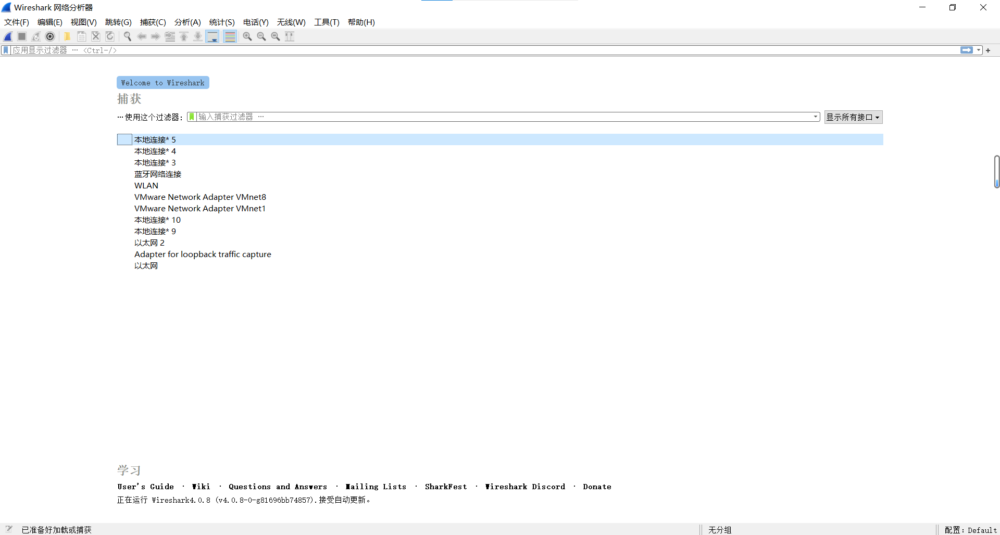 Wireshark 网络分析器
文件(F) 编辑(E) 视图(V) 跳转(G) 捕获(C) 分析(A) 统计(S) 电话(Y) 无线(W) 工具(T) 帮助(H)
应用显示过滤器 … <Ctrl-/>
Welcome to Wireshark
捕获
…使用这个过滤器: 输入捕获过滤器 … 显示所有接口
本地连接* 5
本地连接* 4
本地连接* 3
蓝牙网络连接
WLAN
VMware Network Adapter VMnet8
VMware Network Adapter VMnet1
本地连接* 10
本地连接* 9
以太网 2
Adapter for loopback traffic capture
以太网
学习
User's Guide · Wiki · Questions and Answers · Mailing Lists · SharkFest · Wireshark Discord · Donate
正在运行 Wireshark4.0.8 (v4.0.8-0-g81696bb74857).接受自动更新。
已准备好加载或捕获 无分组 配置: Default